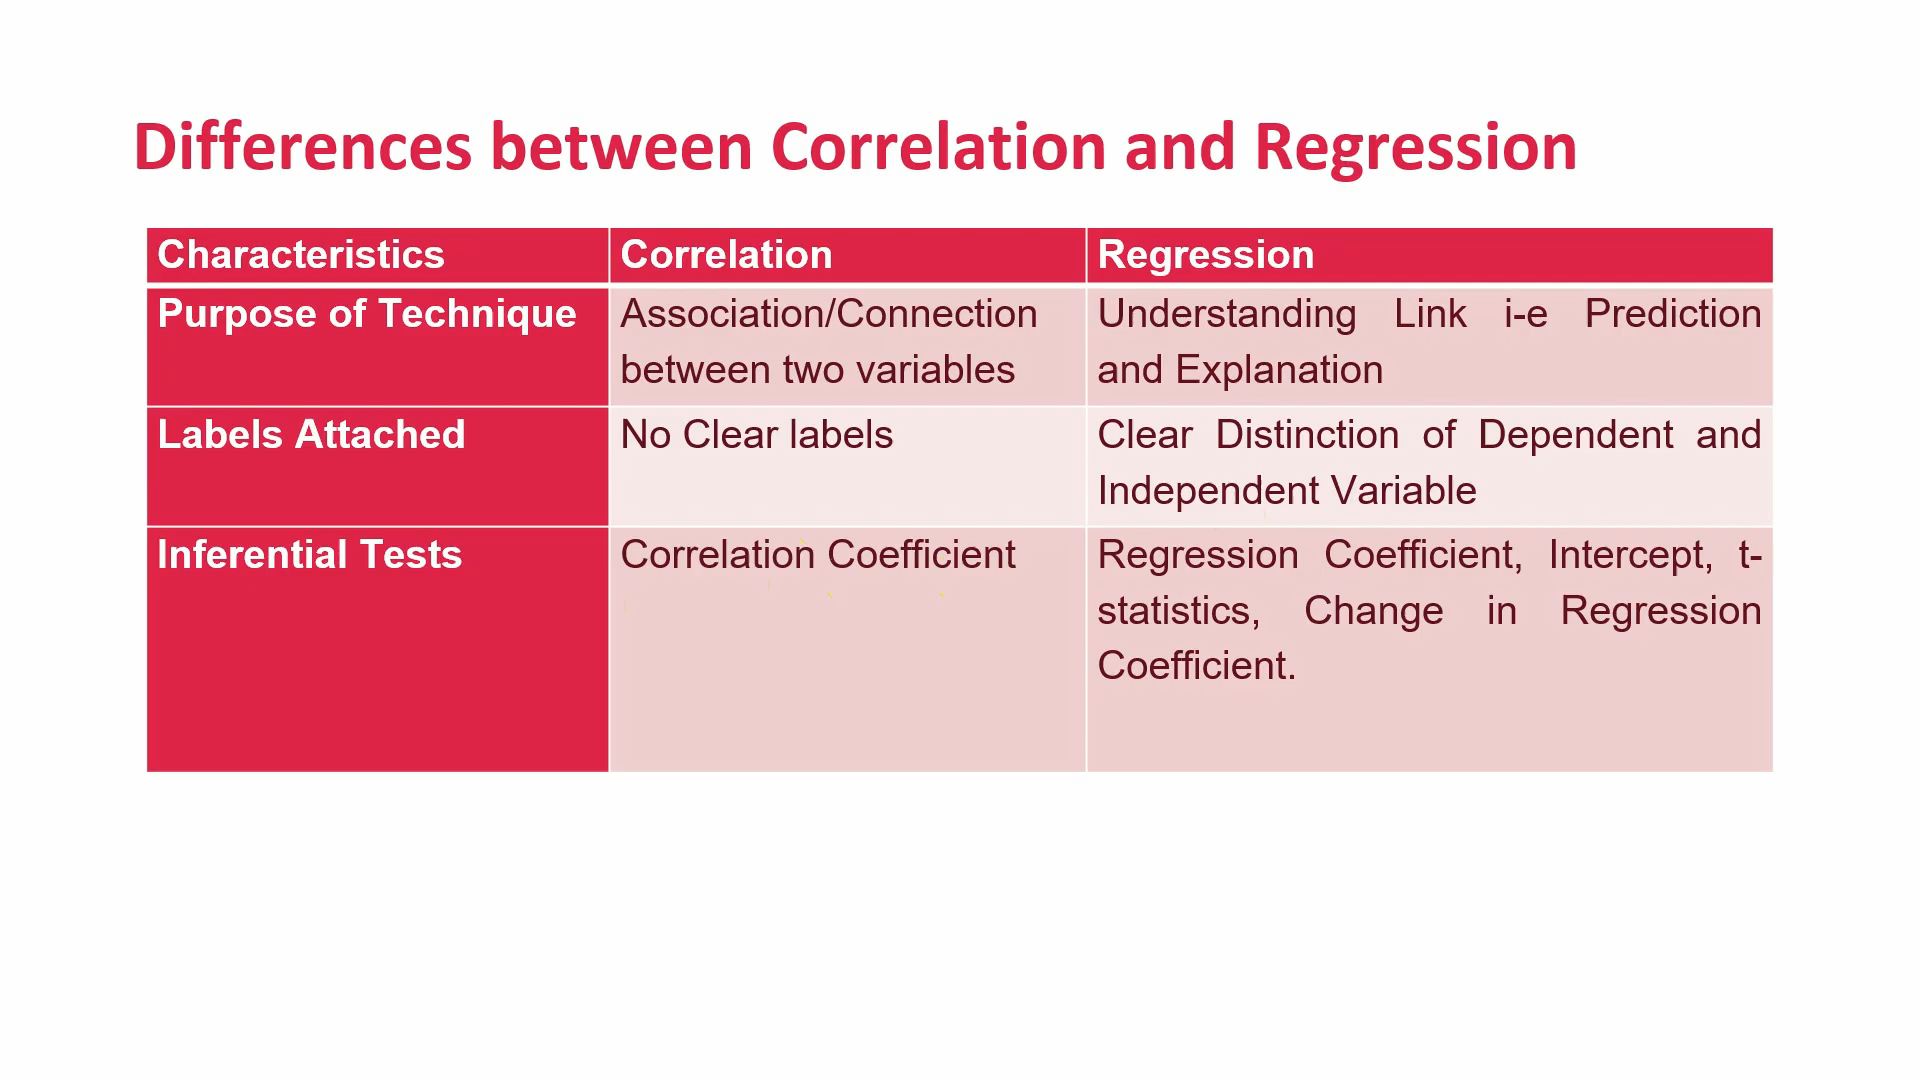 Differences between Correlation and Regression
Characteristics
Correlation
Regression
Purpose of Technique
Association/Connection
between two variables
Understanding Link i-e Prediction
and Explanation
Labels Attached
No Clear labels
Clear Distinction of Dependent and
Independent Variable
Inferential Tests
Correlation Coefficient
Regression Coefficient, Intercept, t-
statistics, Change in Regression
Coefficient.